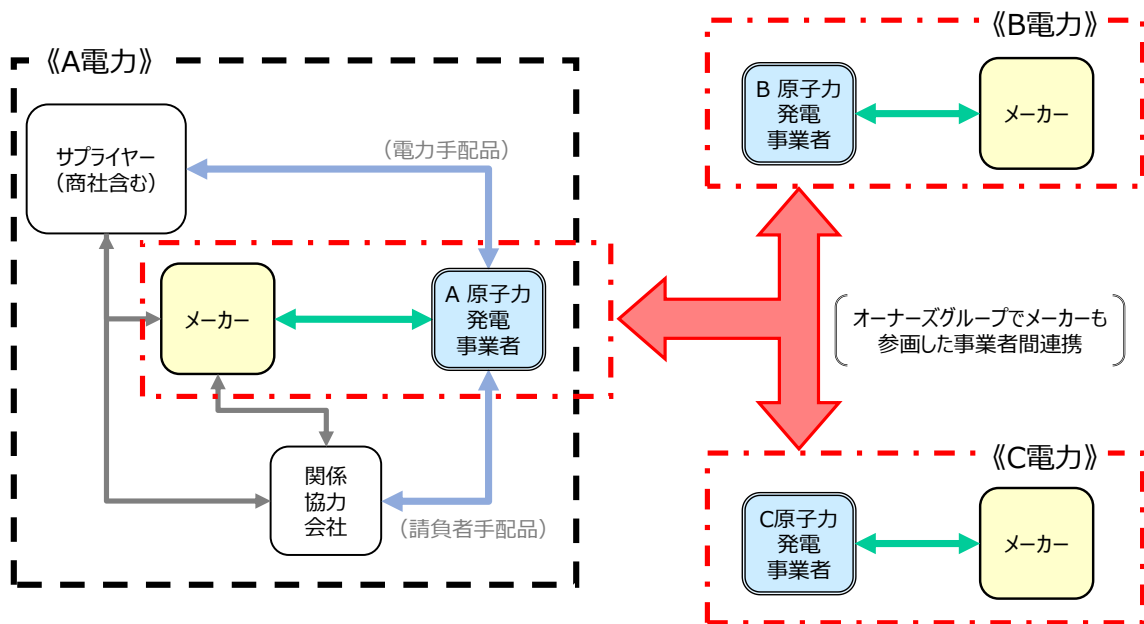 《A電力》
サプライヤー
（商社含む）
（電力手配品）
メーカー
A 原子力
発電
事業者
関係
協力
会社
（請負者手配品）
《B電力》
B 原子力
発電
事業者
メーカー
オーナーズグループでメーカーも
参画した事業者間連携
《C電力》
C原子力
発電
事業者
メーカー